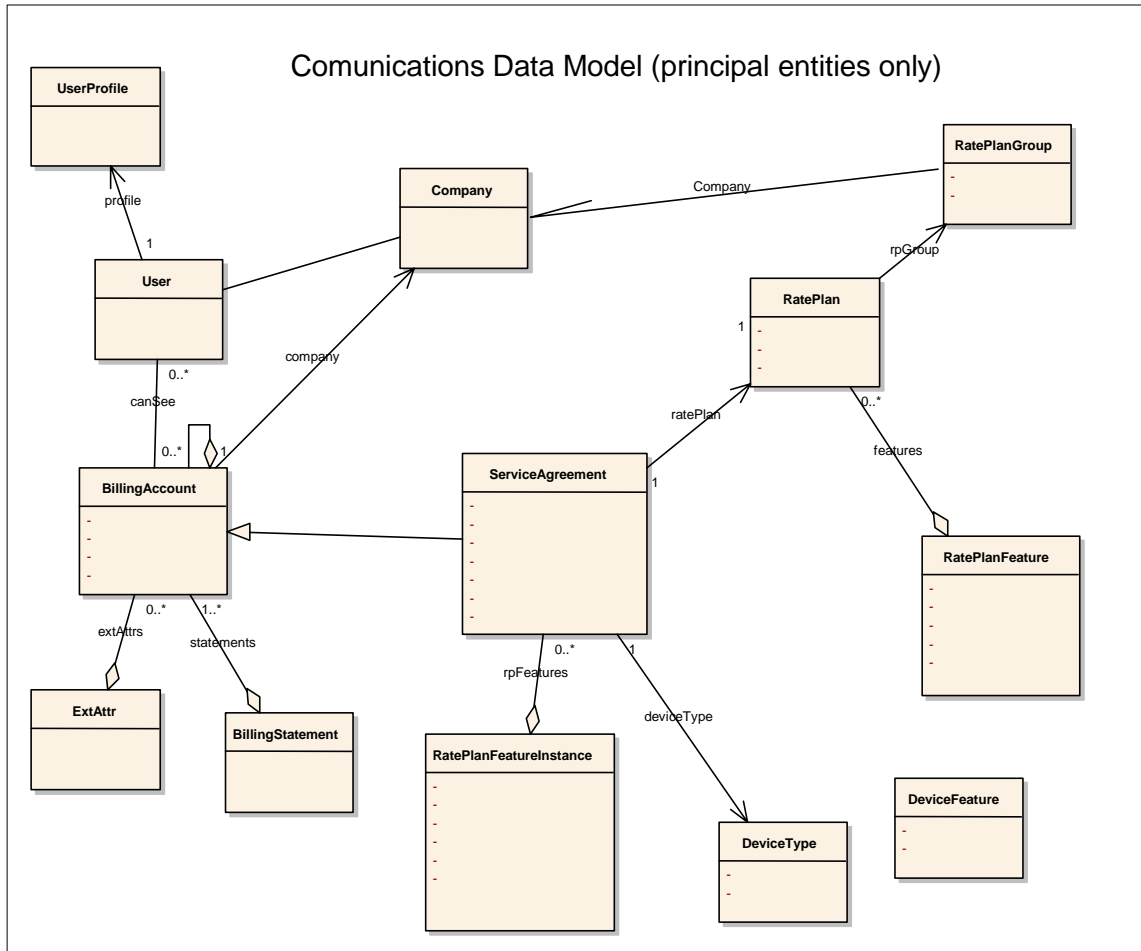 Comunications Data Model (principal entities only)
UserProfile
RatePlanGroup
-
-
Company
Company
profile
1
rpGroup
User
RatePlan
-
-
-
1
company
0..*
canSee
0..*
1
ratePlan
0..*
features
BillingAccount
-
-
-
-
ServiceAgreement
-
-
-
-
-
-
-
1
RatePlanFeature
-
-
-
-
-
0..*
1..*
extAttrs
statements
0..*
1
rpFeatures
deviceType
ExtAttr
BillingStatement
RatePlanFeatureInstance
-
-
-
-
-
-
DeviceType
-
-
DeviceFeature
-
-